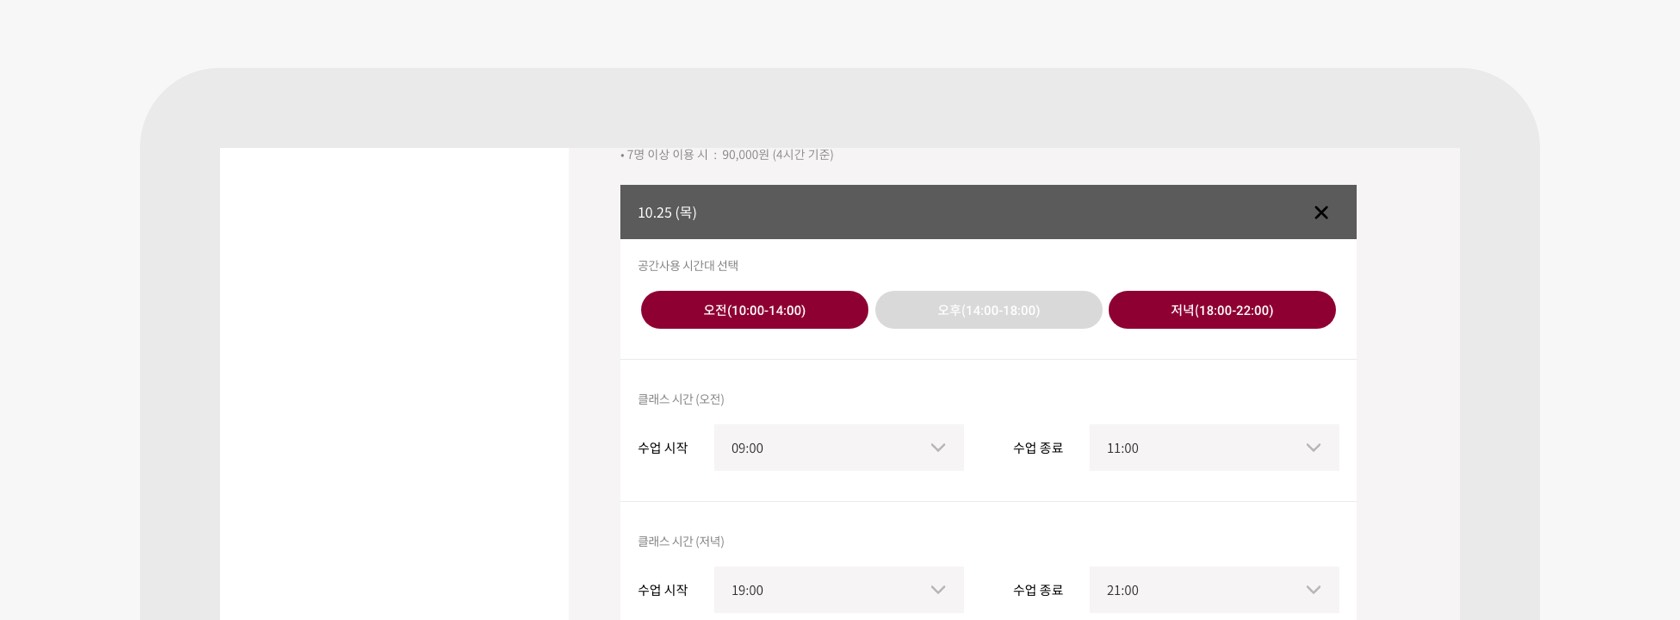 • 7명 이상 이용 시 : 90,000원 (4시간 기준)
10.25 (목)
공간사용 시간대 선택
오전(10:00-14:00) 오후(14:00-18:00) 저녁(18:00-22:00)
클래스 시간 (오전)
수업 시작 09:00 수업 종료 11:00
클래스 시간 (저녁)
수업 시작 19:00 수업 종료 21:00